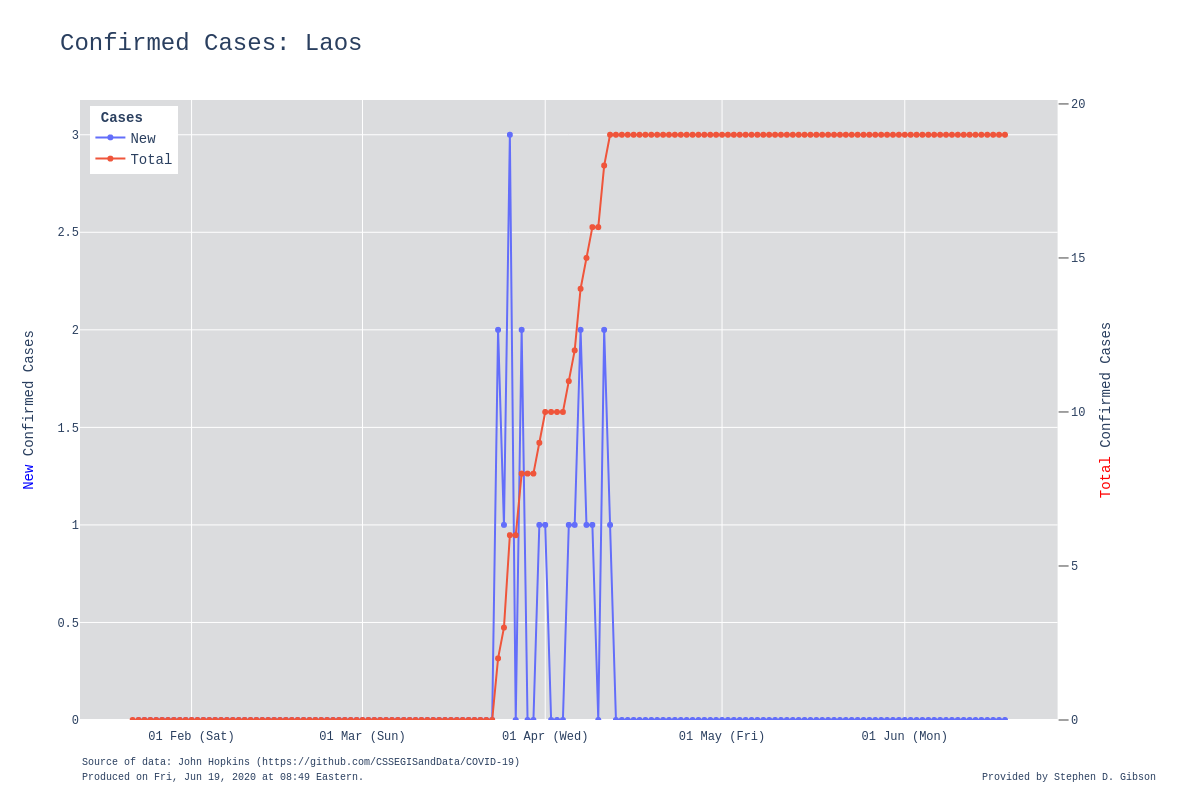 Confirmed Cases: Laos
Cases
New
Total
3
2.5
2
1.5
1
0.5
0
20
15
10
5
0
New Confirmed Cases
Total Confirmed Cases
01 Feb (Sat)
01 Mar (Sun)
01 Apr (Wed)
01 May (Fri)
01 Jun (Mon)
Source of data: John Hopkins (https://github.com/CSSEGISandData/COVID-19)
Produced on Fri, Jun 19, 2020 at 08:49 Eastern.
Provided by Stephen D. Gibson